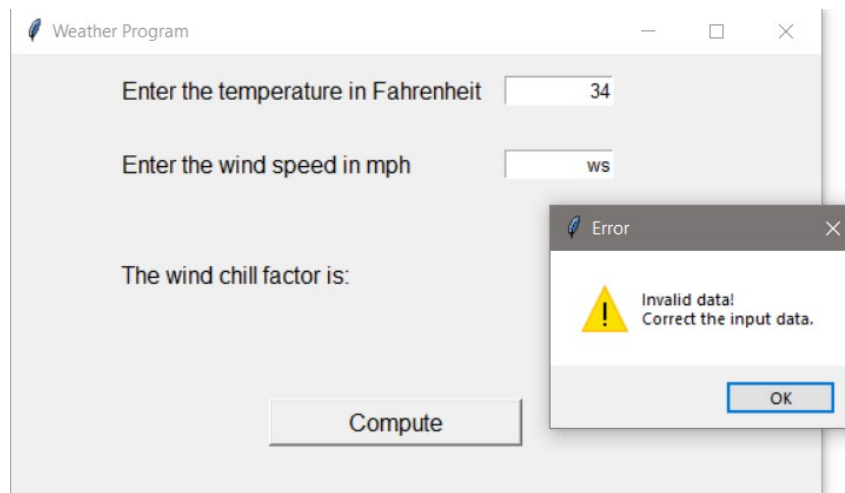 Weather Program
Enter the temperature in Fahrenheit 34
Enter the wind speed in mph ws
Error
The wind chill factor is:
Invalid data!
Correct the input data.
OK
Compute